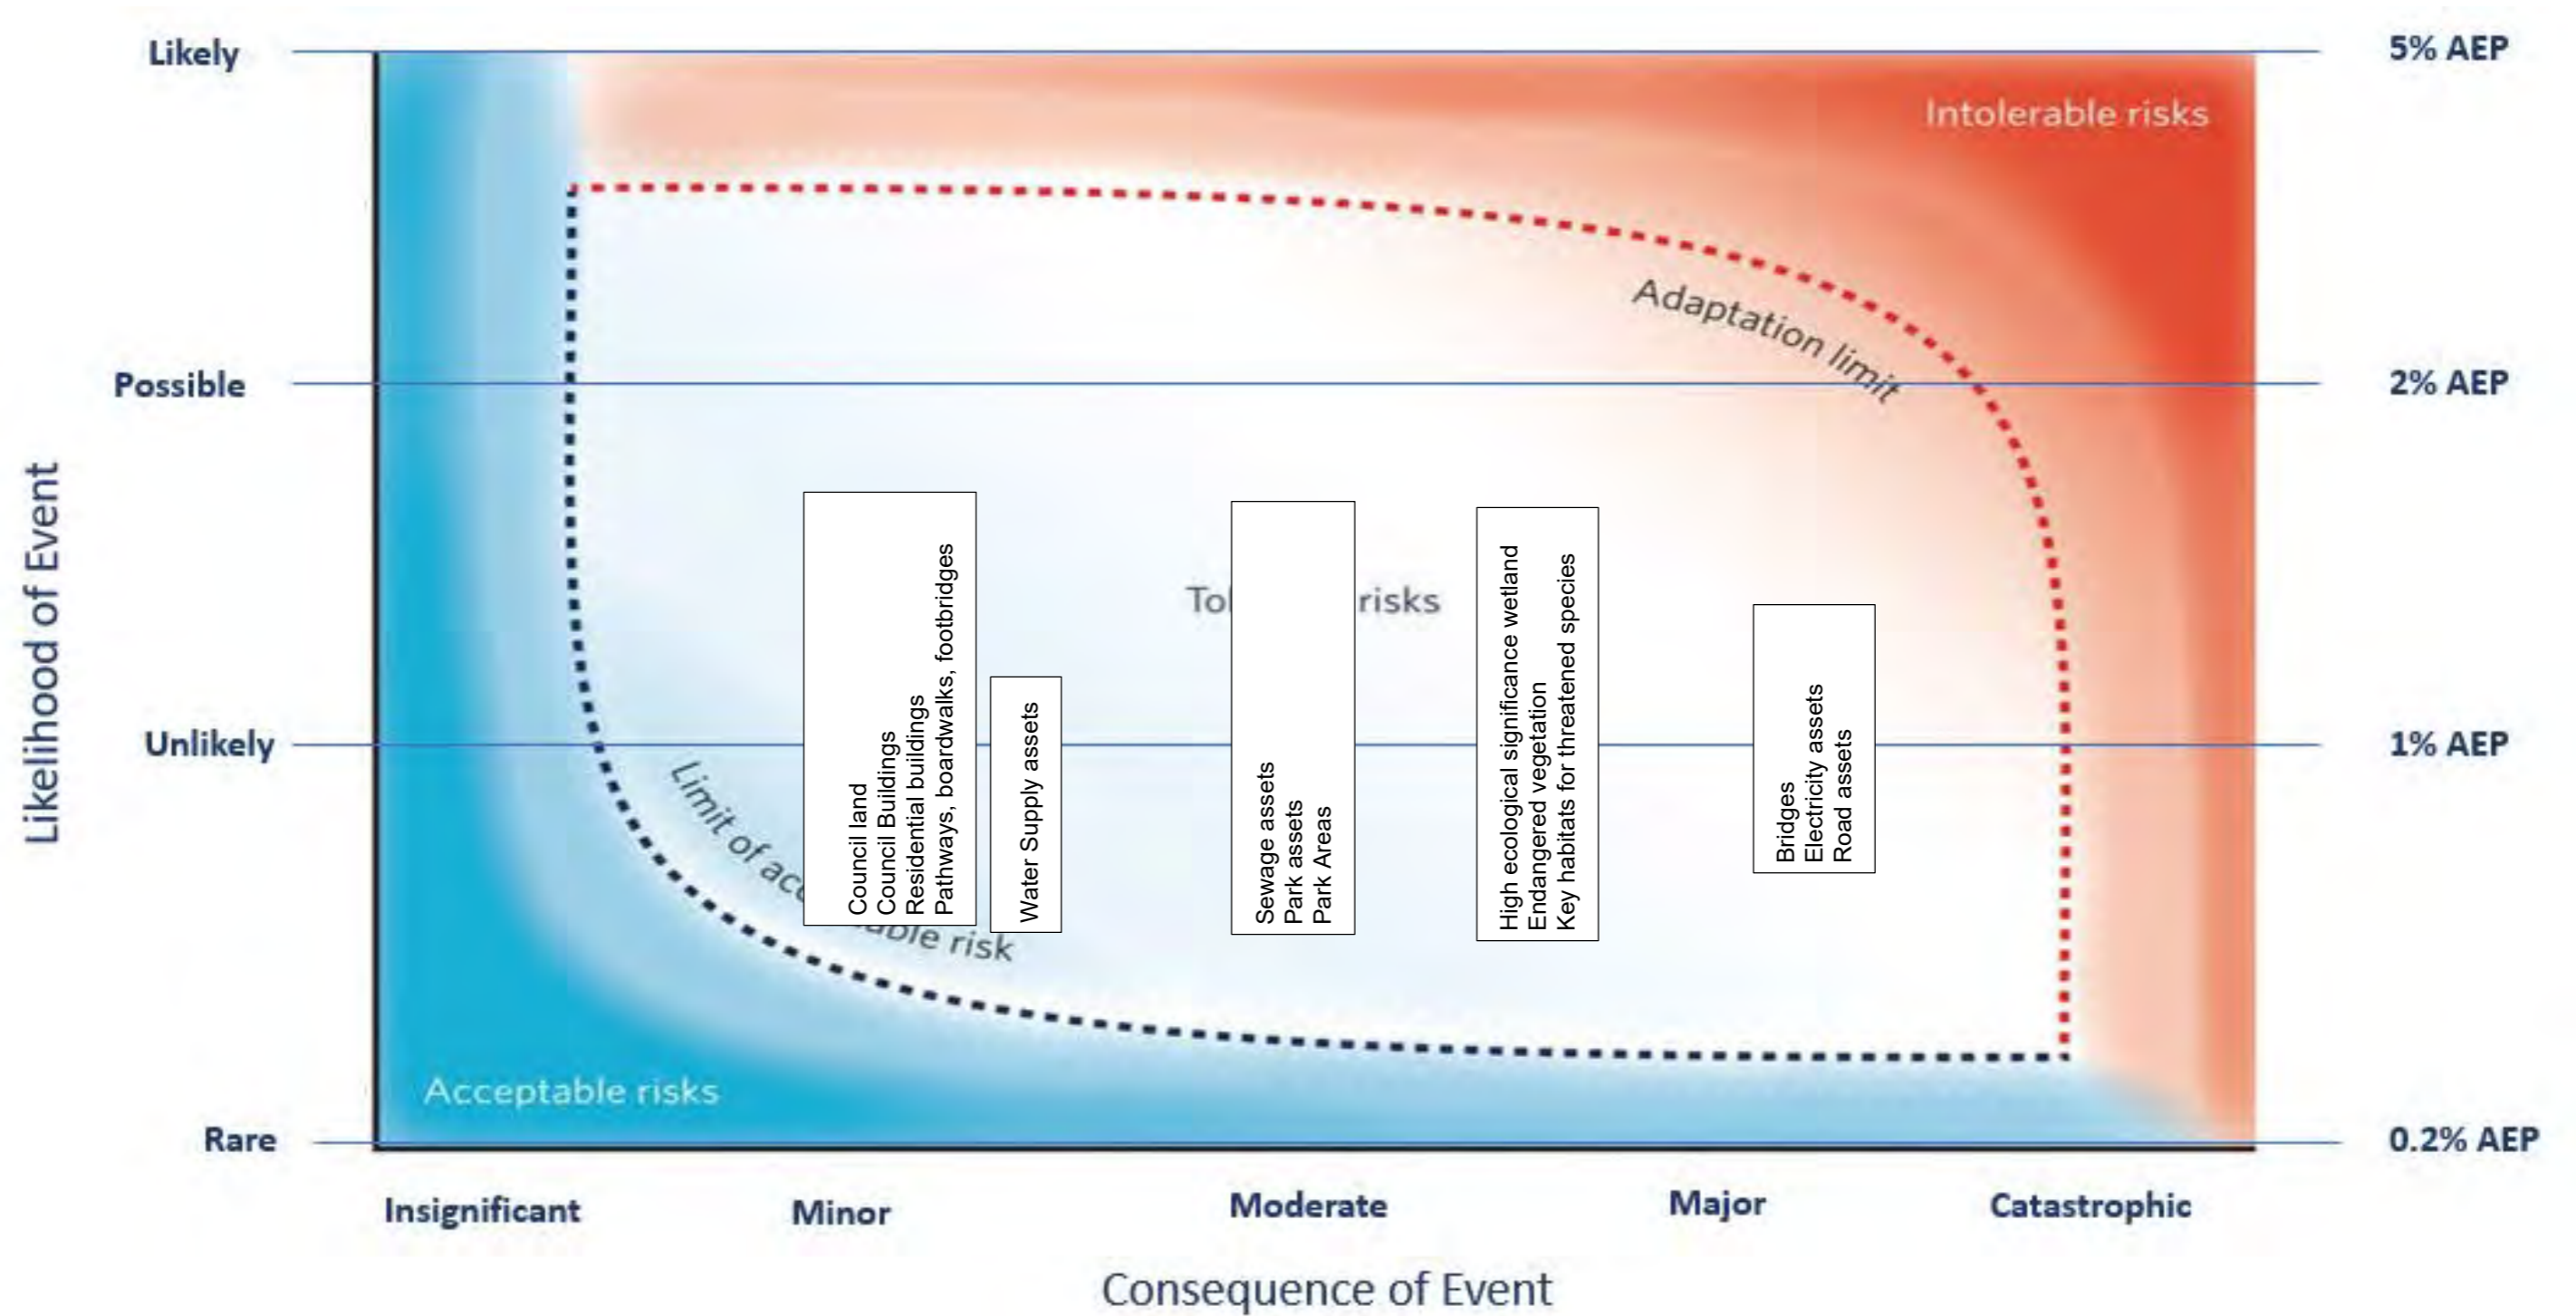 Likely
5% AEP
Intolerable risks
Adaptation limit
Possible
2% AEP
Likelihood of Event
risks
Council land
Council Buildings
Residential buildings
Pathways, boardwalks, footbridges
Water Supply assets
Sewage assets
Park assets
Park Areas
High ecological significance wetland
Endangered vegetation
Key habitats for threatened species
Bridges
Electricity assets
Road assets
Unlikely
1% AEP
Limit of risk
Acceptable risks
Rare
0.2% AEP
Insignificant
Minor
Moderate
Major
Catastrophic
Consequence of Event